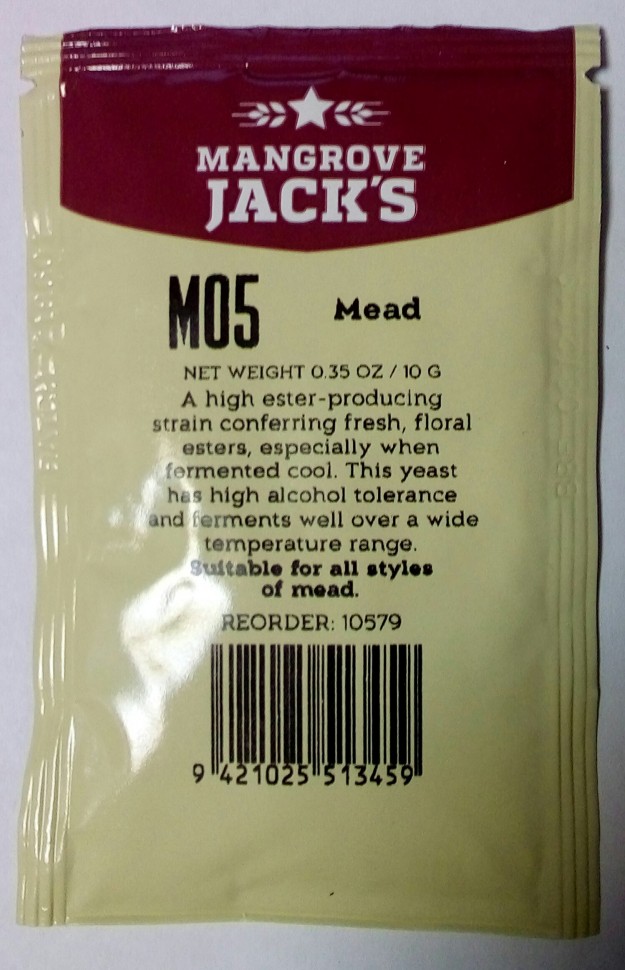 MANGROVE
JACK'S
M05 Mead
NET WEIGHT 0.35 OZ / 10 G
A high ester-producing
strain conferring fresh, floral
esters, especially when
fermented cool. This yeast
has high alcohol tolerance
and ferments well over a wide
temperature range.
Suitable for all styles
of mead.
REORDER: 10579
9 421025 513459